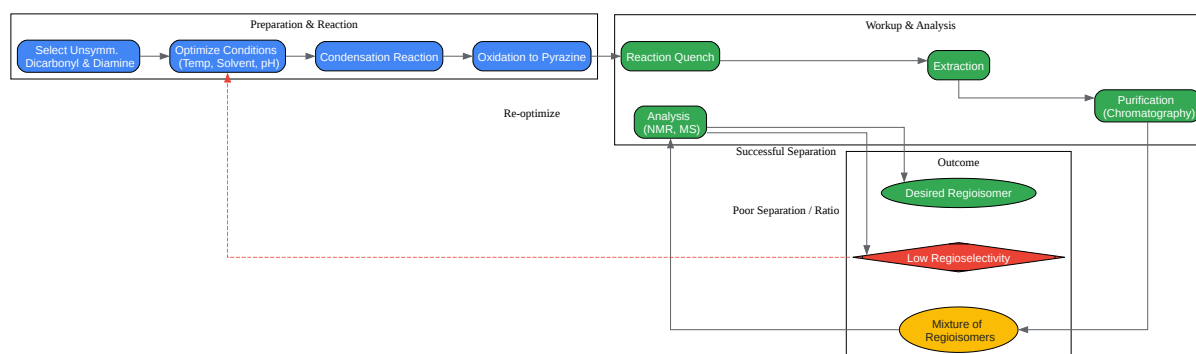 Preparation & Reaction
Select Unsymm.
Dicarbonyl & Diamine
Optimize Conditions
(Temp, Solvent, pH)
Condensation Reaction
Oxidation to Pyrazine
Workup & Analysis
Reaction Quench
Extraction
Purification
(Chromatography)
Analysis
(NMR, MS)
Re-optimize
Successful Separation
Poor Separation / Ratio
Outcome
Desired Regioisomer
Low Regioselectivity
Mixture of
Regioisomers